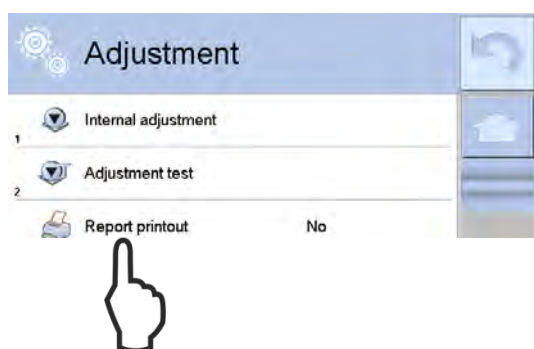 Adjustment
1 Internal adjustment
2 Adjustment test
Report printout No